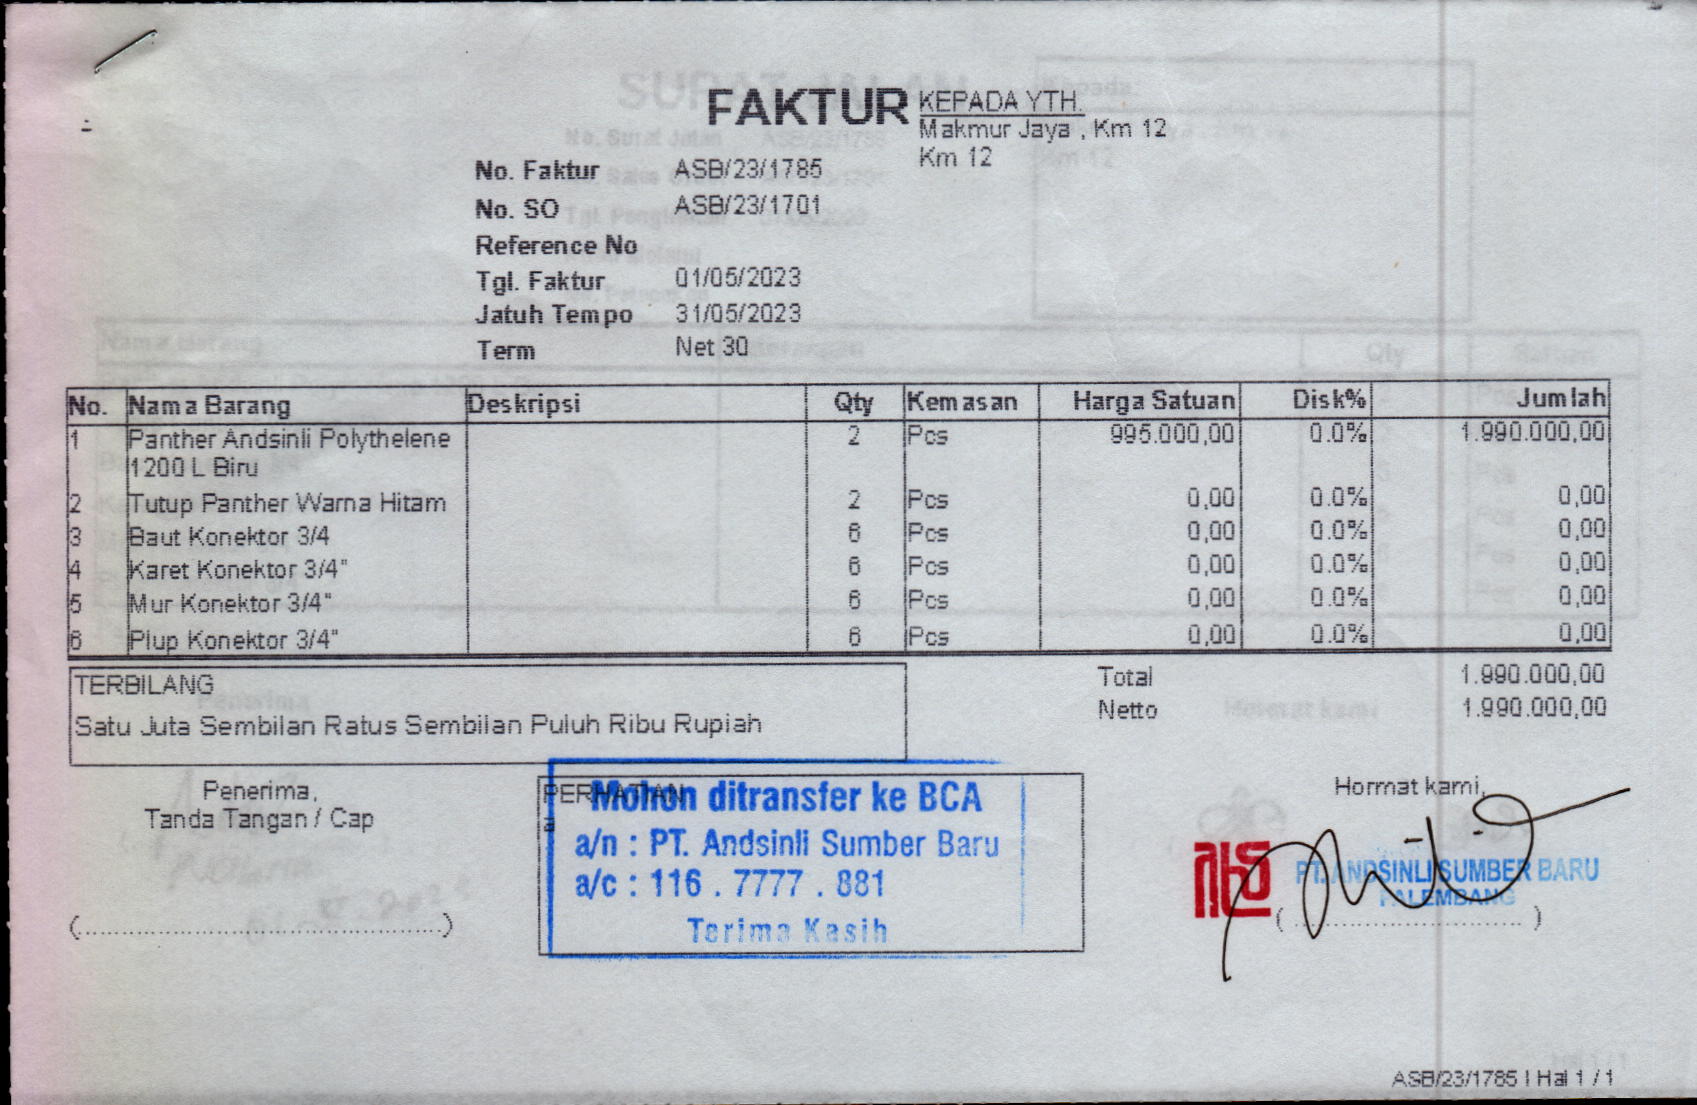 FAKTUR
KEPADA YTH.
Makmur Jaya , Km 12
Km 12
No. Faktur ASB/23/1785
No. SO ASB/23/1701
Reference No
Tgl. Faktur 01/05/2023
Jatuh Tempo 31/05/2023
Term Net 30
No. Nama Barang Deskripsi Qty Kemasan Harga Satuan Disk% Jumlah
1 Panther Andsinli Polythelene 2 Pcs 995.000,00 0.0% 1.990.000,00
1200 L Biru
2 Tutup Panther Warna Hitam 2 Pcs 0,00 0.0% 0,00
3 Baut Konektor 3/4 6 Pcs 0,00 0.0% 0,00
4 Karet Konektor 3/4" 6 Pcs 0,00 0.0% 0,00
5 Mur Konektor 3/4" 6 Pcs 0,00 0.0% 0,00
6 Plup Konektor 3/4" 6 Pcs 0,00 0.0% 0,00
TERBILANG
Satu Juta Sembilan Ratus Sembilan Puluh Ribu Rupiah
Total 1.990.000,00
Netto 1.990.000,00
Penerima,
Tanda Tangan / Cap
(..........................................)
PERHATIAN
a
Mohon ditransfer ke BCA
a/n : PT. Andsinli Sumber Baru
a/c : 116 . 7777 . 881
Terima Kasih
Hormat kami,
PT. ANDSINLI SUMBER BARU
PALEMBANG
(..........................)
ASB/23/1785 | Hal 1 / 1